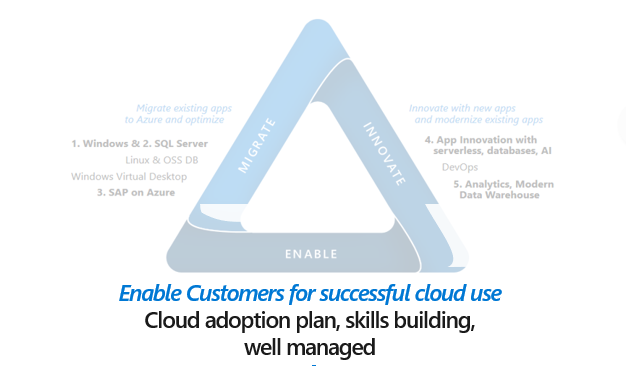 Migrate existing apps
to Azure and optimize
1. Windows & 2. SQL Server
Linux & OSS DB
Windows Virtual Desktop
3. SAP on Azure
MIGRATE
INNOVATE
Innovate with new apps
and modernize existing apps
4. App Innovation with
serverless, databases, AI
DevOps
5. Analytics, Modern
Data Warehouse
ENABLE
Enable Customers for successful cloud use
Cloud adoption plan, skills building,
well managed